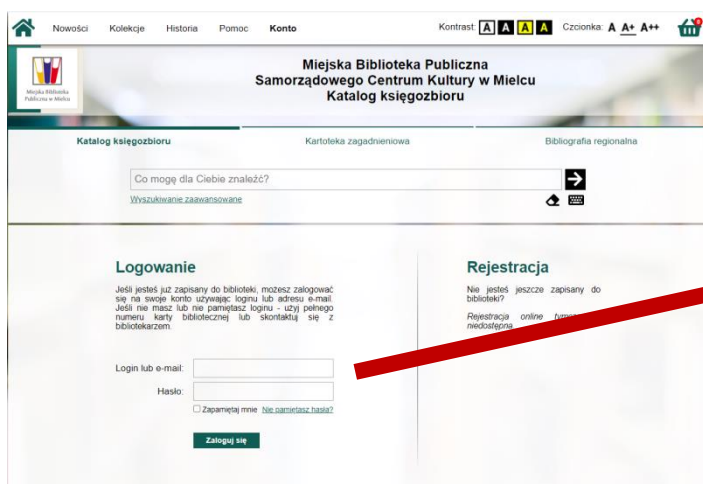 Nowości Kolekcje Historia Pomoc Konto Kontrast: A A A A Czcionka: A A+ A++ 0
Miejska Biblioteka
Publiczna w Mielcu
Miejska Biblioteka Publiczna
Samorządowego Centrum Kultury w Mielcu
Katalog księgozbioru
Katalog księgozbioru Kartoteka zagadnieniowa Bibliografia regionalna
Co mogę dla Ciebie znaleźć?
Wyszukiwanie zaawansowane
Logowanie
Jeśli jesteś już zapisany do biblioteki, możesz zalogować
się na swoje konto używając loginu lub adresu e-mail.
Jeśli nie masz lub nie pamiętasz loginu - użyj pełnego
numeru karty bibliotecznej lub skontaktuj się z
bibliotekarzem.
Login lub e-mail:
Hasło:
Zapamiętaj mnie Nie pamiętasz hasła?
Zaloguj się
Rejestracja
Nie jesteś jeszcze zapisany do
biblioteki?
Rejestracja online
niedostępna.